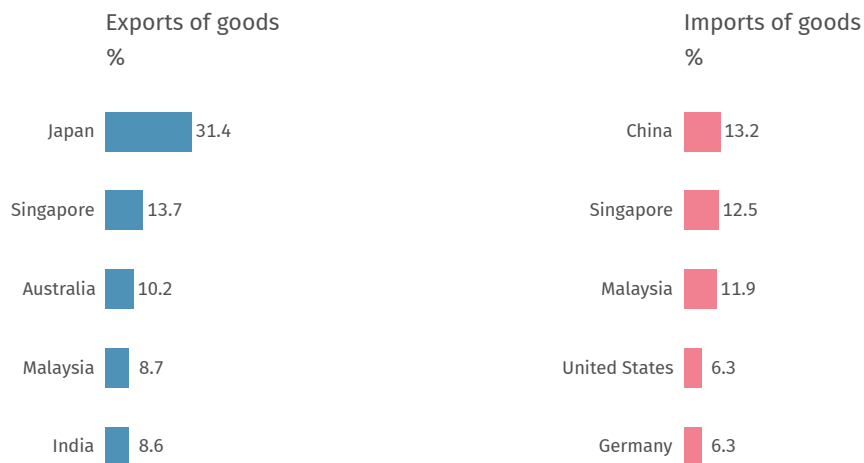 Exports of goods
%
Japan 31.4
Singapore 13.7
Australia 10.2
Malaysia 8.7
India 8.6
Imports of goods
%
China 13.2
Singapore 12.5
Malaysia 11.9
United States 6.3
Germany 6.3